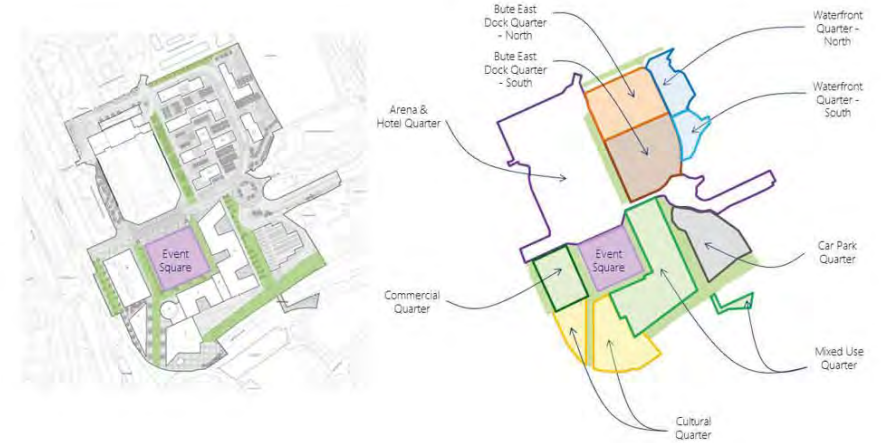 Event
Square
Bute East
Dock Quarter
- North
Bute East
Dock Quarter
- South
Waterfront
Quarter -
North
Waterfront
Quarter -
South
Arena &
Hotel Quarter
Event
Square
Car Park
Quarter
Commercial
Quarter
Mixed Use
Quarter
Cultural
Quarter